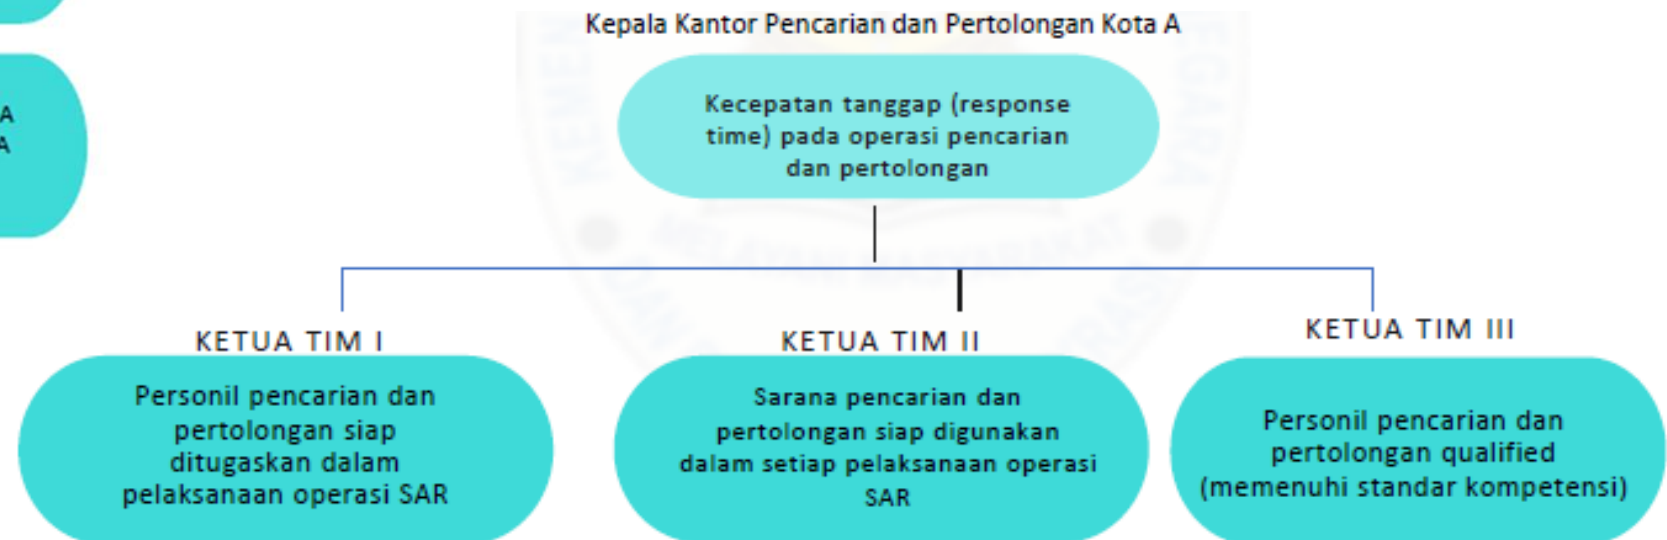 Kepala Kantor Pencarian dan Pertolongan Kota A
A
A
Kecepatan tanggap (response
time) pada operasi pencarian
dan pertolongan
MELAYANI MASYARAKAT
KETUA TIM I
Personil pencarian dan
pertolongan siap
ditugaskan dalam
pelaksanaan operasi SAR
KETUA TIM II
Sarana pencarian dan
pertolongan siap digunakan
dalam setiap pelaksanaan operasi
SAR
KETUA TIM III
Personil pencarian dan
pertolongan qualified
(memenuhi standar kompetensi)